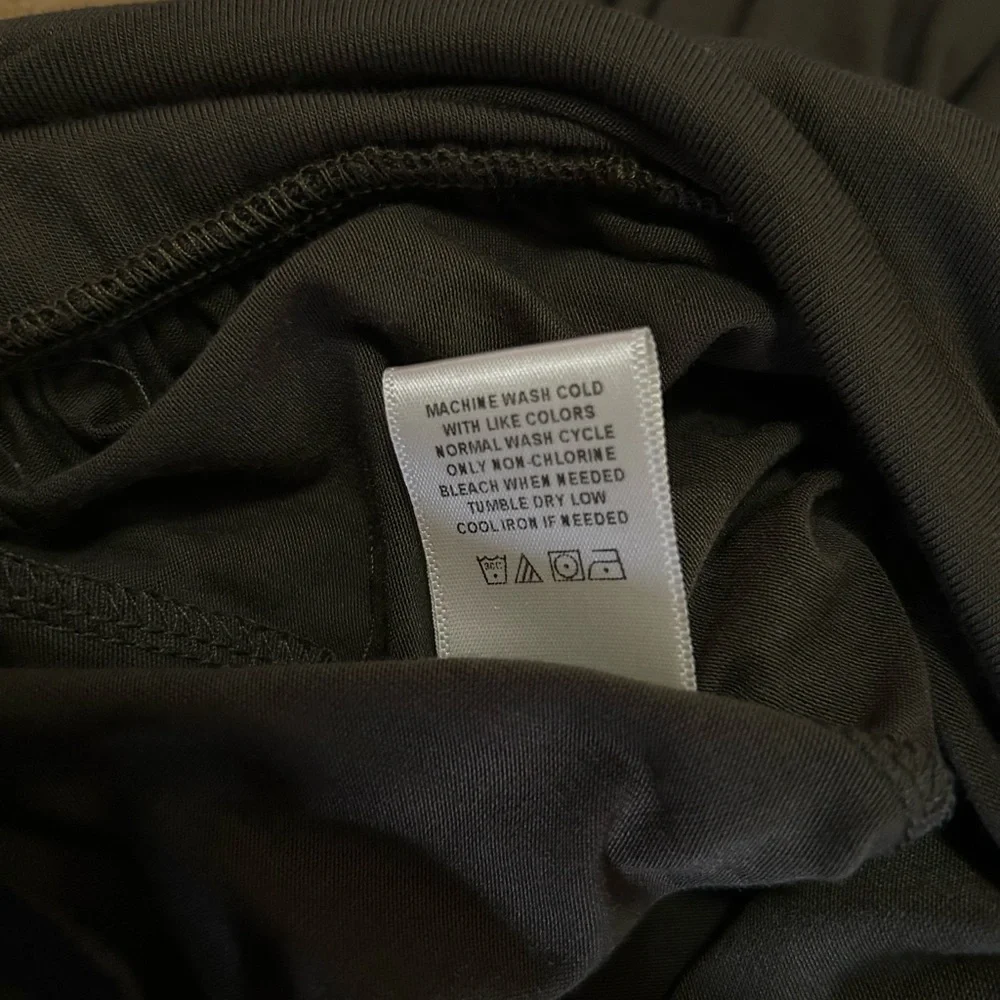 MACHINE WASH COLD
WITH LIKE COLORS
NORMAL WASH CYCLE
ONLY NON-CHLORINE
BLEACH WHEN NEEDED
TUMBLE DRY LOW
COOL IRON IF NEEDED
30C